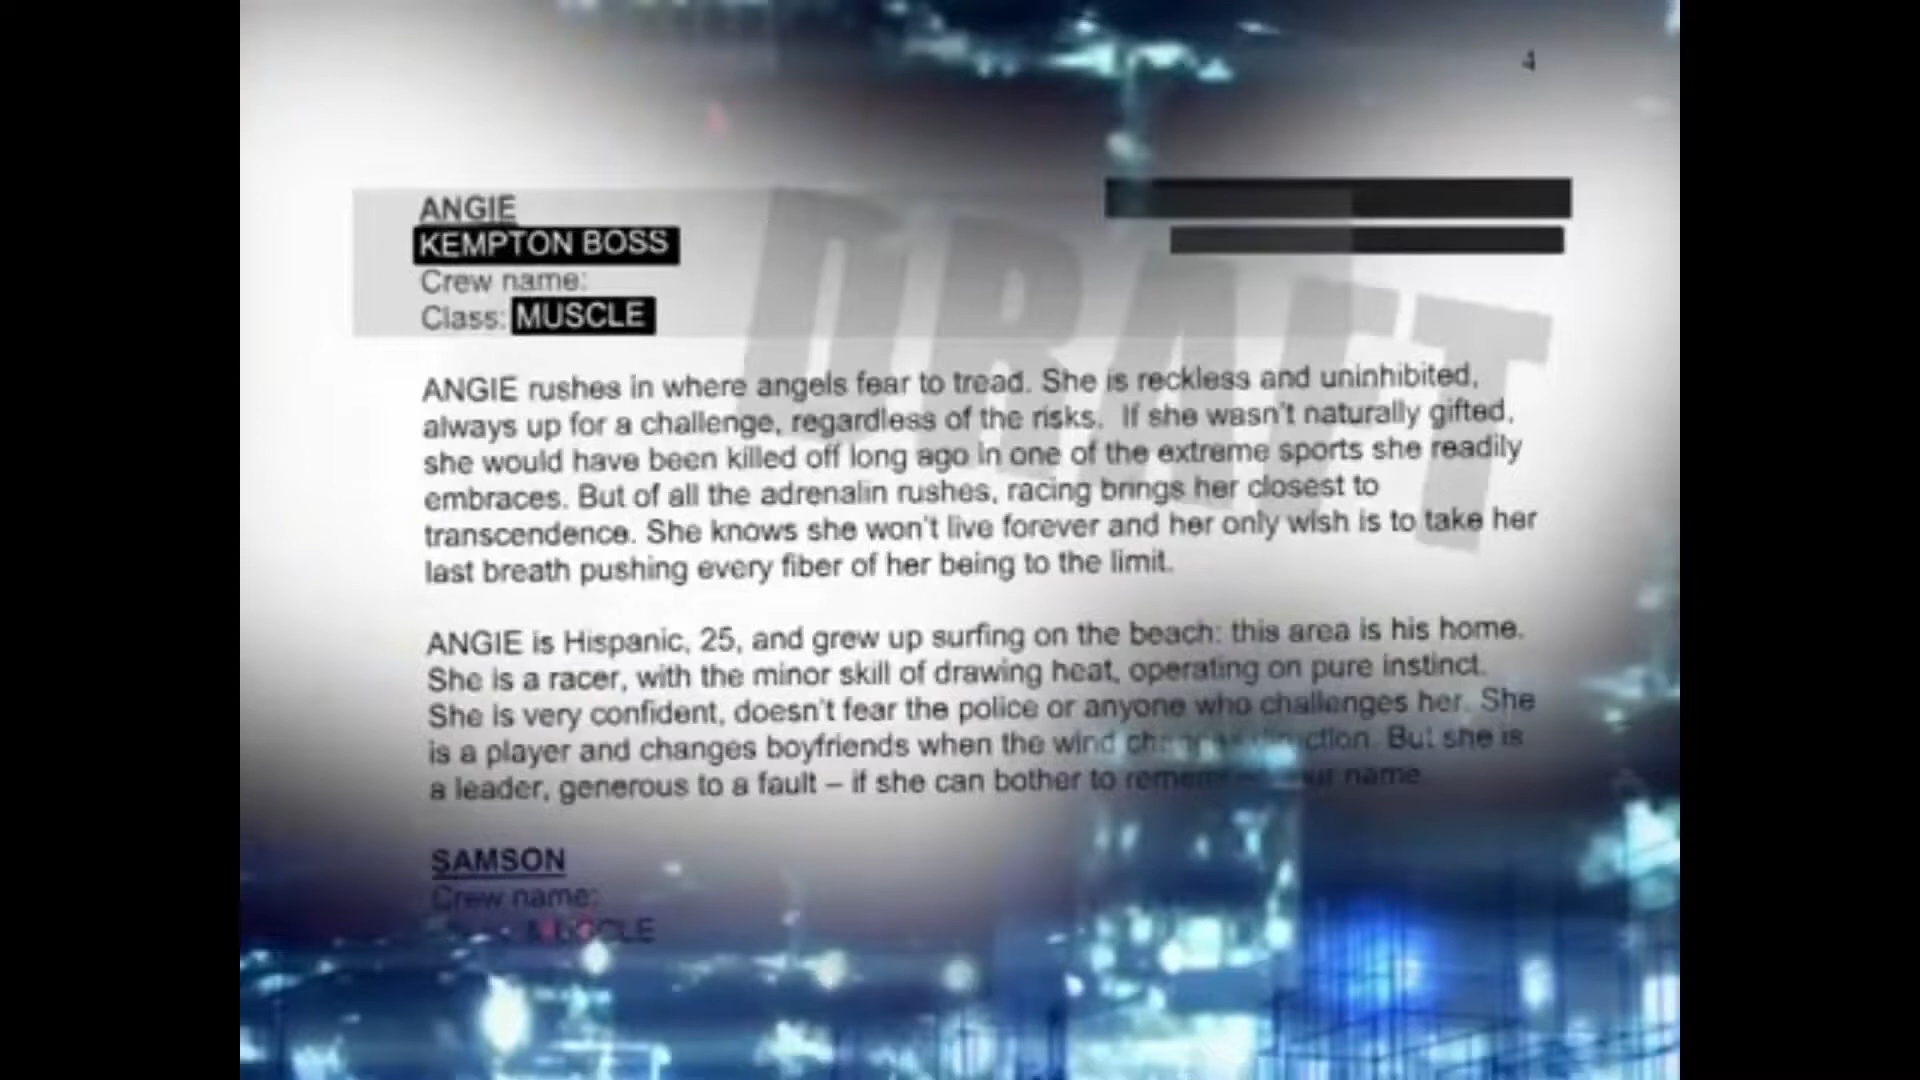 4
ANGIE
KEMPTON BOSS
Crew name:
Class: MUSCLE
DRAFT
ANGIE rushes in where angels fear to tread. She is reckless and uninhibited,
always up for a challenge, regardless of the risks. If she wasn't naturally gifted,
she would have been killed off long ago in one of the extreme sports she readily
embraces. But of all the adrenalin rushes, racing brings her closest to
transcendence. She knows she won't live forever and her only wish is to take her
last breath pushing every fiber of her being to the limit.
ANGIE is Hispanic, 25, and grew up surfing on the beach: this area is his home.
She is a racer, with the minor skill of drawing heat, operating on pure instinct.
She is very confident, doesn't fear the police or anyone who challenges her. She
is a player and changes boyfriends when the wind changes direction. But she is
a leader, generous to a fault – if she can bother to remember your name
SAMSON
Crew name:
MUSCLE